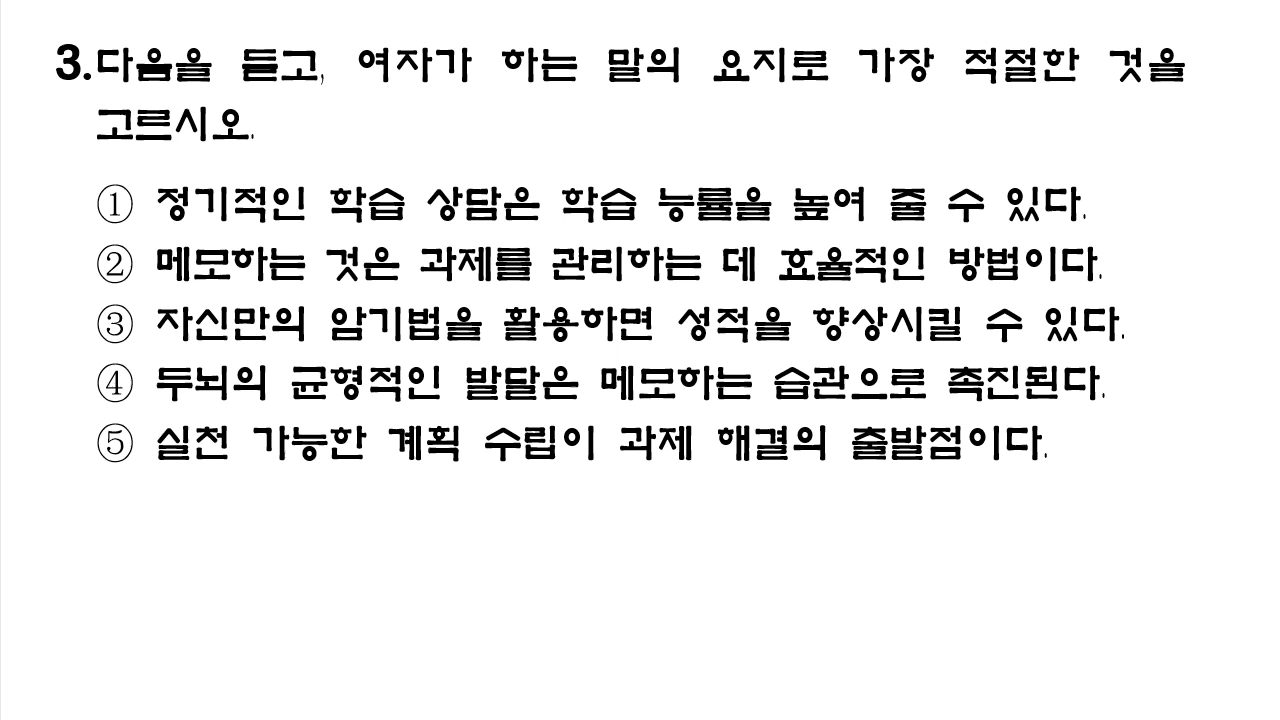 3.다음을 듣고, 여자가 하는 말의 요지로 가장 적절한 것을
고르시오.
① 정기적인 학습 상담은 학습 능률을 높여 줄 수 있다.
② 메모하는 것은 과제를 관리하는 데 효율적인 방법이다.
③ 자신만의 암기법을 활용하면 성적을 향상시킬 수 있다.
④ 두뇌의 균형적인 발달은 메모하는 습관으로 촉진된다.
⑤ 실천 가능한 계획 수립이 과제 해결의 출발점이다.